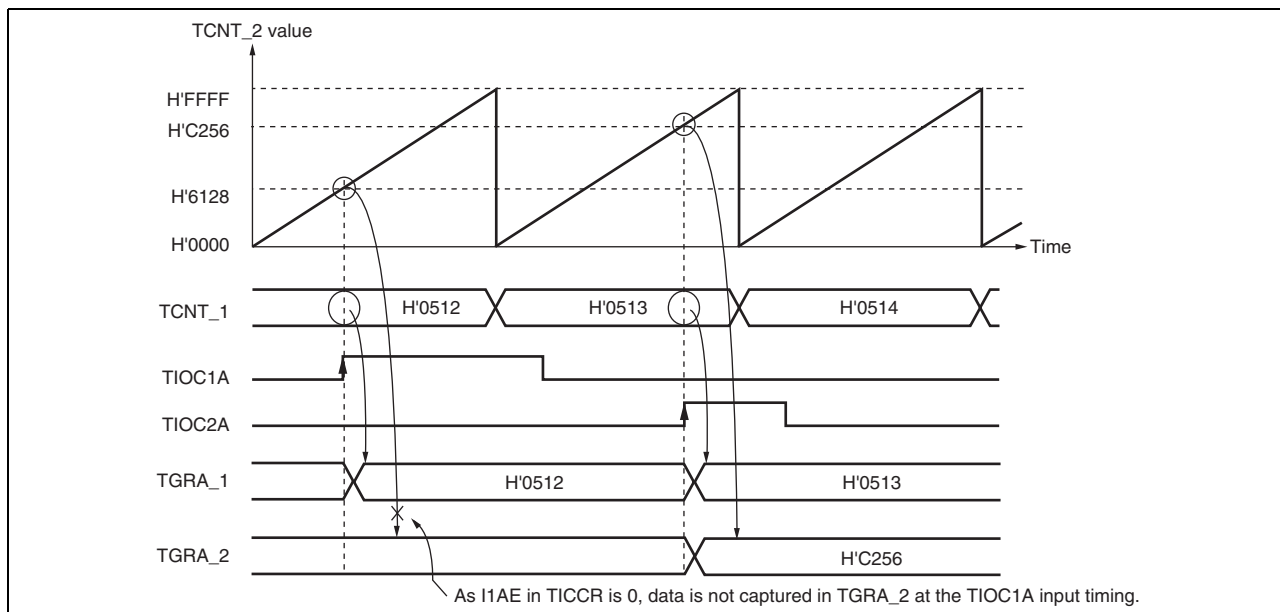 TCNT_2 value
H'FFFF
H'C256
H'6128
H'0000
Time
TCNT_1
H'0512
H'0513
H'0514
TIOC1A
TIOC2A
TGRA_1
H'0512
H'0513
TGRA_2
H'C256
As I1AE in TICCR is 0, data is not captured in TGRA_2 at the TIOC1A input timing.